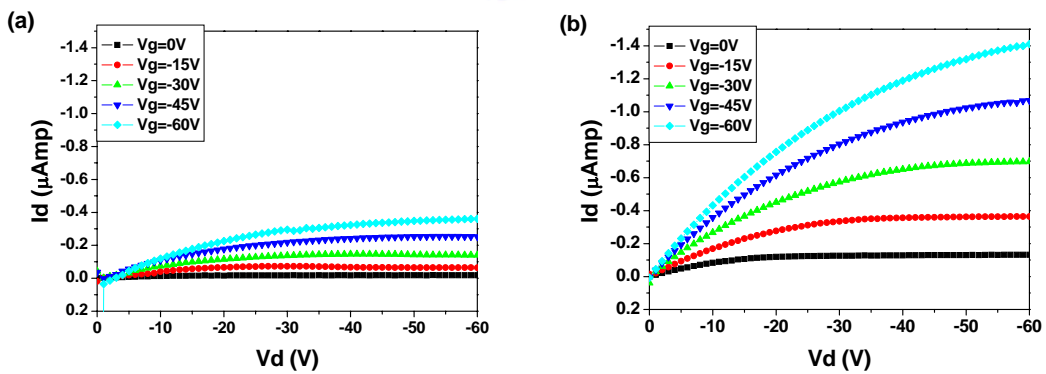 (a)
Vg=0V
Vg=-15V
Vg=-30V
Vg=-45V
Vg=-60V
-1.4
-1.2
-1.0
-0.8
-0.6
-0.4
-0.2
0.0
0.2
Id (μAmp)
0 -10 -20 -30 -40 -50 -60
Vd (V)
(b)
Vg=0V
Vg=-15V
Vg=-30V
Vg=-45V
Vg=-60V
-1.4
-1.2
-1.0
-0.8
-0.6
-0.4
-0.2
0.0
0.2
Id (μAmp)
0 -10 -20 -30 -40 -50 -60
Vd (V)